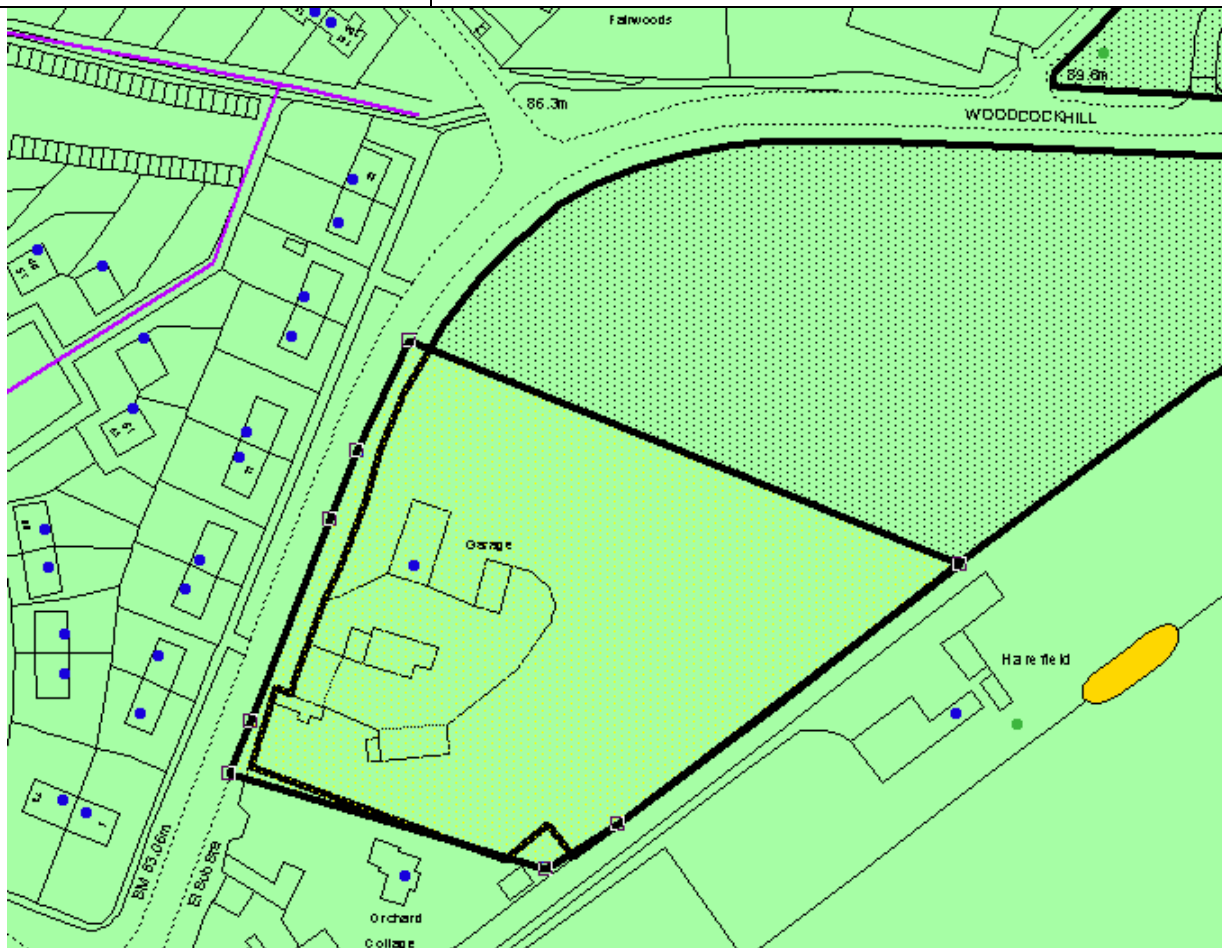 Fairwoods
89.6m
86.3m
WOODCOCKHILL
Garage
Harefield
BM 83.06m
El Sub Sta
Orchard
Cottage